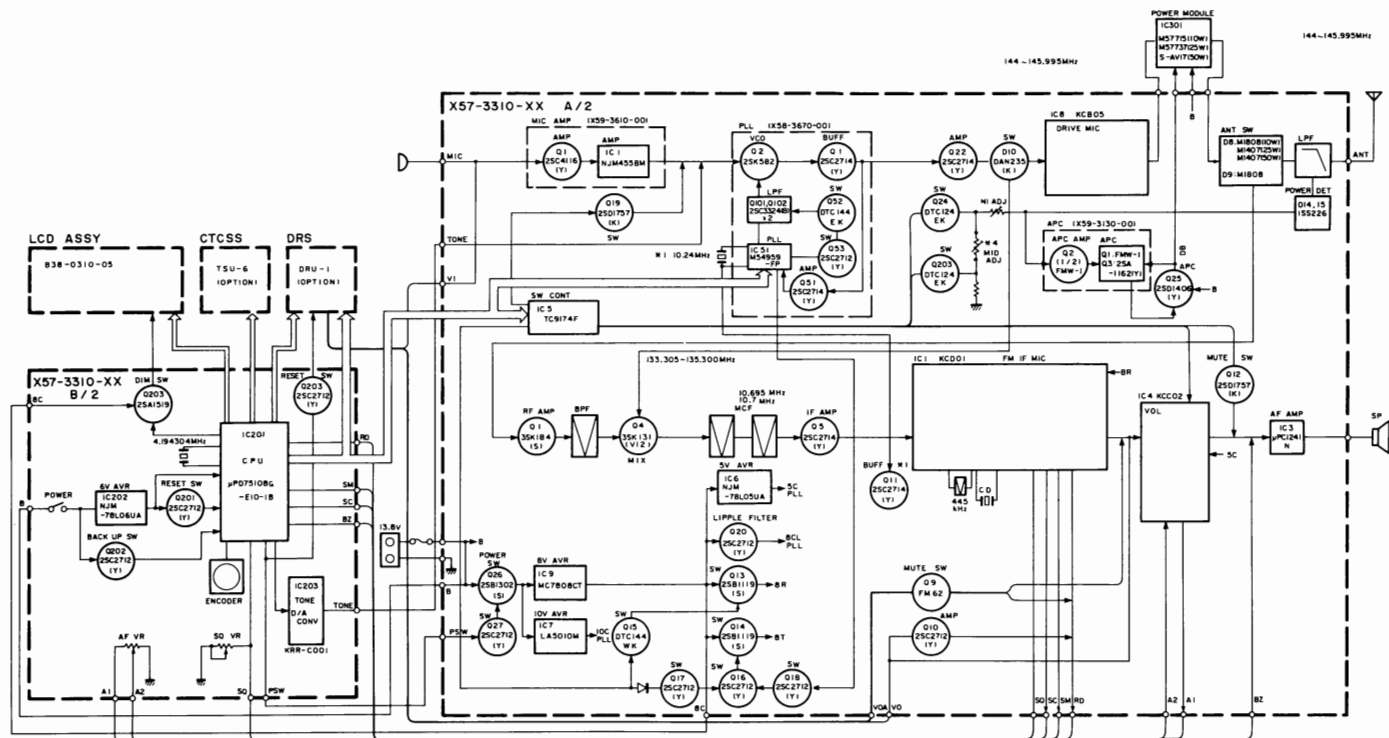 POWER MODULE
IC301
M57715(10W)
M57737(25W)
S-AV17(50W)
144~145.995MHz
144~145.995MHz
B
X57-3310-XX A/2
MIC AMP (X59-3610-00)
AMP
Q1
2SC4116
(Y)
AMP
IC1
NJM4558M
MIC
Q19
2SD1757
(K)
SW
TONE
V1
PLL (X58-3670-001)
VCO
Q2
2SK582
BUFF
Q1
2SC2714
(Y)
LPF
Q101,Q102
2SC3324(B)
x2
SW
Q52
DTC144
EK
PLL
IC51
M54959
-FP
SW
Q53
2SC2712
(Y)
AMP
Q51
2SC2714
(Y)
※1 10.24MHz
AMP
Q22
2SC2714
(Y)
SW
D10
DAN235
(K)
IC8 KCB05
DRIVE MIC
ANT SW
D8:M1808(10W)
M1407(25W)
M1407(50W)
D9:M1808
LPF
ANT
POWER DET
D14,15
1SS226
SW
Q24
DTC124
EK
SW
Q203
DTC124
EK
※4
MID
ADJ
APC (X59-3130-00)
APC AMP
Q2
(1/2)
FMW-1
APC
Q1:FMW-1
Q3:2SA
-1162(Y)
DB
APC
Q25
2SD1406
(Y)
B
LCD ASSY
B38-0310-05
CTCSS
TSU-6
(OPTION)
DRS
DRU-1
(OPTION)
SW CONT
IC5
TC9174F
133.305~135.300MHz
X57-3310-XX
B/2
BC
DIM SW
Q203
2SA1519
RESET SW
Q203
2SC2712
(Y)
4.194304MHz
IC201
CPU
μPD75108G
-E10-1B
RD
SM
SC
BZ
B
POWER
6V AVR
IC202
NJM
-78L06UA
RESET SW
Q201
2SC2712
(Y)
BACK UP SW
Q202
2SC2712
(Y)
ENCODER
IC203
TONE
D/A
CONV
KRR-C001
TONE
AF VR
SQ VR
A1
A2
SQ
PSW
13.8V
B
B
PSW
RF AMP
Q1
3SK184
(S)
BPF
Q4
3SK131
(V12)
MIX
10.695 MHz
10.7 MHz
MCF
IF AMP
Q5
2SC2714
(Y)
IC1 KCD01
FM IF MIC
BR
445
kHz
CD
BUFF ※1
Q11
2SC2714
(Y)
IC4 KCC02
VOL
5C
MUTE SW
Q12
2SD1757
(K)
AF AMP
IC3
μPC1241
N
SP
5V AVR
IC6
NJM
-78L05UA
5C
PLL
LIPPLE FILTER
Q20
2SC2712
(Y)
8CL
PLL
POWER
SW
Q26
2SB1302
(S)
8V AVR
IC9
MC7808CT
SW
Q13
2SB1119
(S)
8R
SW
Q27
2SC2712
(Y)
10V AVR
IC7
LA5010M
10C
PLL
SW
Q15
DTC144
WK
SW
Q14
2SB1119
(S)
8T
SW
Q17
2SC2712
(Y)
SW
Q16
2SC2712
(Y)
SW
Q18
2SC2712
(Y)
MUTE SW
Q9
FM62
AMP
Q10
2SC2712
(Y)
8C
VOA
VO
SQ
SC
SM
RD
A2
A1
BZ